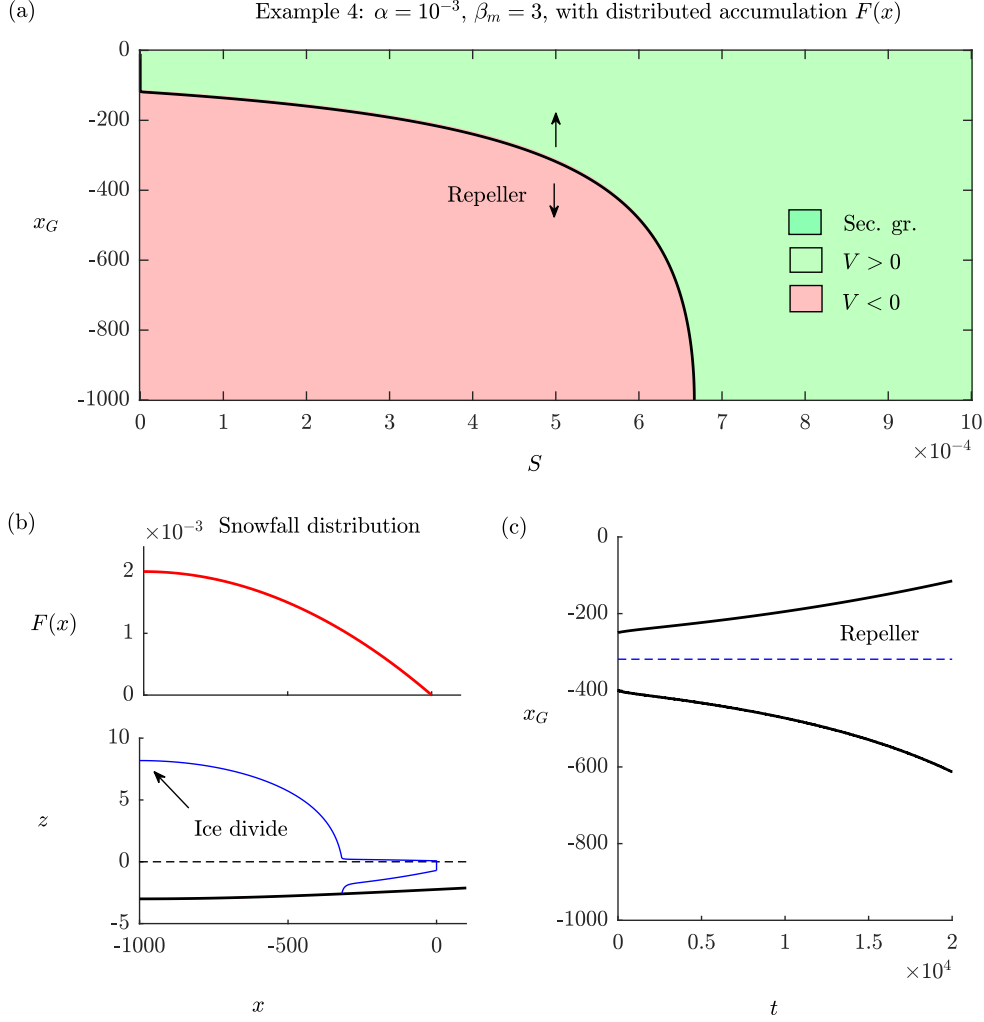 (a)
Example 4: α = 10⁻³, βₘ = 3, with distributed accumulation F(x)
0
-200
-400
-600
-800
-1000
x_G
Repeller
Sec. gr.
V > 0
V < 0
0 1 2 3 4 5 6 7 8 9 10
×10⁻⁴
S
(b)
×10⁻³ Snowfall distribution
2
1
0
F(x)
10
5
0
-5
z
Ice divide
-1000 -500 0
x
(c)
0
-200
-400
-600
-800
-1000
x_G
Repeller
0 0.5 1 1.5 2
×10⁴
t